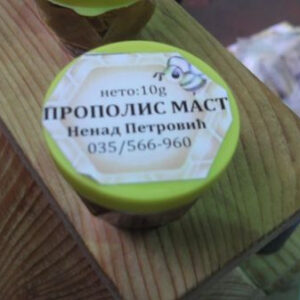 нето:10g
ПРОПОЛИС МАСТ
Ненад Петровић
035/566-960